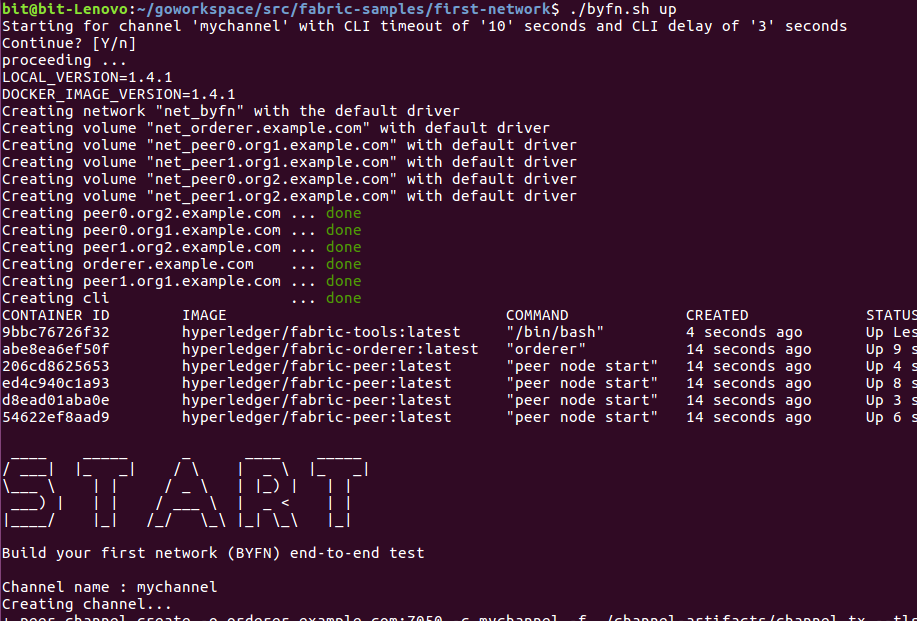 bit@bit-Lenovo:~/goworkspace/src/fabric-samples/first-network$ ./byfn.sh up
Starting for channel 'mychannel' with CLI timeout of '10' seconds and CLI delay of '3' seconds
Continue? [Y/n]
proceeding ...
LOCAL_VERSION=1.4.1
DOCKER_IMAGE_VERSION=1.4.1
Creating network "net_byfn" with the default driver
Creating volume "net_orderer.example.com" with default driver
Creating volume "net_peer0.org1.example.com" with default driver
Creating volume "net_peer1.org1.example.com" with default driver
Creating volume "net_peer0.org2.example.com" with default driver
Creating volume "net_peer1.org2.example.com" with default driver
Creating peer0.org2.example.com ... done
Creating peer0.org1.example.com ... done
Creating peer1.org2.example.com ... done
Creating orderer.example.com ... done
Creating peer1.org1.example.com ... done
Creating cli ... done
CONTAINER ID IMAGE COMMAND CREATED STATUS
9bbc76726f32 hyperledger/fabric-tools:latest "/bin/bash" 4 seconds ago Up Les
abe8ea6ef50f hyperledger/fabric-orderer:latest "orderer" 14 seconds ago Up 9 s
206cd8625653 hyperledger/fabric-peer:latest "peer node start" 14 seconds ago Up 4 s
ed4c940c1a93 hyperledger/fabric-peer:latest "peer node start" 14 seconds ago Up 8 s
d8ead01aba0e hyperledger/fabric-peer:latest "peer node start" 14 seconds ago Up 3 s
54622ef8aad9 hyperledger/fabric-peer:latest "peer node start" 14 seconds ago Up 6 s
START
Build your first network (BYFN) end-to-end test
Channel name : mychannel
Creating channel...
+ peer channel create -o orderer.example.com:7050 -c mychannel -f ./channel-artifacts/channel.tx --tls